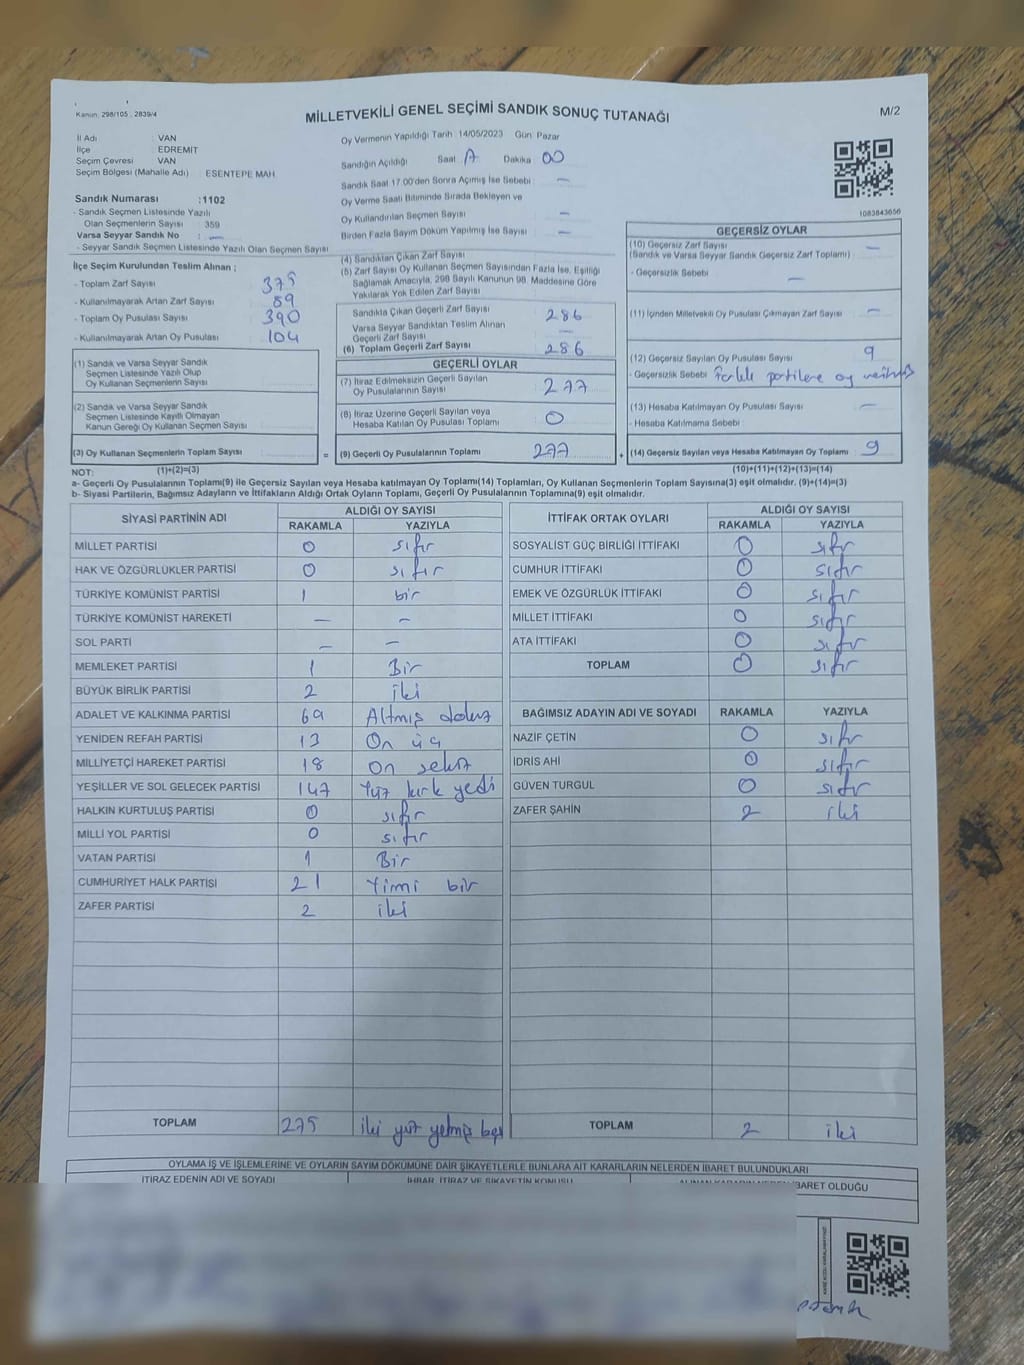 Kanun: 298/105 , 2839/4
MİLLETVEKİLİ GENEL SEÇİMİ SANDIK SONUÇ TUTANAĞI
M/2
İl Adı : VAN
İlçe : EDREMİT
Seçim Çevresi : VAN
Seçim Bölgesi (Mahalle Adı) : ESENTEPE MAH.
Sandık Numarası :1102
- Sandık Seçmen Listesinde Yazılı
Olan Seçmenlerin Sayısı : 359
Varsa Seyyar Sandık No : —
- Seyyar Sandık Seçmen Listesinde Yazılı Olan Seçmen Sayısı
Oy Vermenin Yapıldığı Tarih 14/05/2023 Gün: Pazar
Sandığın Açıldığı Saat Dakika 00
Sandık Saat 17:00'den Sonra Açmış İse Sebebi : —
Oy Verme Saati Bitiminde Sırada Bekleyen ve
Oy Kullandırılan Seçmen Sayısı : —
Birden Fazla Sayım Döküm Yapılmış İse Sayısı : —
1083843656
İlçe Seçim Kurulundan Teslim Alınan ;
- Toplam Zarf Sayısı : 375
- Kullanılmayarak Artan Zarf Sayısı : 89
- Toplam Oy Pusulası Sayısı : 390
- Kullanılmayarak Artan Oy Pusulası : 104
(1) Sandık ve Varsa Seyyar Sandık
Seçmen Listesinde Yazılı Olup
Oy Kullanan Seçmenlerin Sayısı :
(2) Sandık ve Varsa Seyyar Sandık
Seçmen Listesinde Kayıtlı Olmayan
Kanun Gereği Oy Kullanan Seçmen Sayısı :
(3) Oy Kullanan Seçmenlerin Toplam Sayısı :
(4) Sandıktan Çıkan Zarf Sayısı :
(5) Zarf Sayısı Oy Kullanan Seçmen Sayısından Fazla İse, Eşitliği
Sağlamak Amacıyla, 298 Sayılı Kanunun 98. Maddesine Göre
Yakılarak Yok Edilen Zarf Sayısı :
Sandıkta Çıkan Geçerli Zarf Sayısı : 286
Varsa Seyyar Sandıktan Teslim Alınan
Geçerli Zarf Sayısı : —
(6) Toplam Geçerli Zarf Sayısı : 286
GEÇERLİ OYLAR
(7) İtiraz Edilmeksizin Geçerli Sayılan
Oy Pusulalarının Sayısı : 277
(8) İtiraz Üzerine Geçerli Sayılan veya
Hesaba Katılan Oy Pusulası Toplamı : 0
= (9) Geçerli Oy Pusulalarının Toplamı : 277
GEÇERSİZ OYLAR
(10) Geçersiz Zarf Sayısı : —
(Sandık ve Varsa Seyyar Sandık Geçersiz Zarf Toplamı)
- Geçersizlik Sebebi : —
(11) İçinden Milletvekili Oy Pusulası Çıkmayan Zarf Sayısı : —
(12) Geçersiz Sayılan Oy Pusulası Sayısı : 9
- Geçersizlik Sebebi : partilere oy
(13) Hesaba Katılmayan Oy Pusulası Sayısı : —
- Hesaba Katılmama Sebebi :
+ (14) Geçersiz Sayılan veya Hesaba Katılmayan Oy Toplamı : 9
NOT: (1)+(2)=(3)
(10)+(11)+(12)+(13)=(14)
a- Geçerli Oy Pusulalarının Toplamı(9) ile Geçersiz Sayılan veya Hesaba Katılmayan Oy Toplamı(14) Toplamları, Oy Kullanan Seçmenlerin Toplam Sayısına(3) eşit olmalıdır. (9)+(14)=(3)
b- Siyasi Partilerin, Bağımsız Adayların ve İttifakların Aldığı Ortak Oyların Toplamı, Geçerli Oy Pusulalarının Toplamına(9) eşit olmalıdır.
SİYASİ PARTİNİN ADI ALDIĞI OY SAYISI
RAKAMLA YAZIYLA
MİLLET PARTİSİ 0 sıfır
HAK VE ÖZGÜRLÜKLER PARTİSİ 0 sıfır
TÜRKİYE KOMÜNİST PARTİSİ 1 bir
TÜRKİYE KOMÜNİST HAREKETİ — —
SOL PARTİ — —
MEMLEKET PARTİSİ 1 Bir
BÜYÜK BİRLİK PARTİSİ 2 iki
ADALET VE KALKINMA PARTİSİ 69 Altmış dokuz
YENİDEN REFAH PARTİSİ 13 On üç
MİLLİYETÇİ HAREKET PARTİSİ 18 On sekiz
YEŞİLLER VE SOL GELECEK PARTİSİ 147 Yüz kırk yedi
HALKIN KURTULUŞ PARTİSİ 0 sıfır
MİLLİ YOL PARTİSİ 0 sıfır
VATAN PARTİSİ 1 Bir
CUMHURİYET HALK PARTİSİ 21 Yimi bir
ZAFER PARTİSİ 2 iki
TOPLAM 275 iki yüz yetmiş beş
İTTİFAK ORTAK OYLARI ALDIĞI OY SAYISI
RAKAMLA YAZIYLA
SOSYALİST GÜÇ BİRLİĞİ İTTİFAKI 0 sıfır
CUMHUR İTTİFAKI 0 sıfır
EMEK VE ÖZGÜRLÜK İTTİFAKI 0 sıfır
MİLLET İTTİFAKI 0 sıfır
ATA İTTİFAKI 0 sıfır
TOPLAM 0 sıfır
BAĞIMSIZ ADAYIN ADI VE SOYADI RAKAMLA YAZIYLA
NAZİF ÇETİN 0 sıfır
İDRİS AHİ 0 sıfır
GÜVEN TURGUL 0 sıfır
ZAFER ŞAHİN 2 iki
TOPLAM 2 iki
OYLAMA İŞ VE İŞLEMLERİNE VE OYLARIN SAYIM DÖKÜMÜNE DAİR ŞİKAYETLERLE BUNLARA AİT KARARLARIN NELERDEN İBARET BULUNDUKLARI
İTİRAZ EDENİN ADI VE SOYADI İHBAR, İTİRAZ VE ŞİKAYETİN KONUSU İBARET OLDUĞU